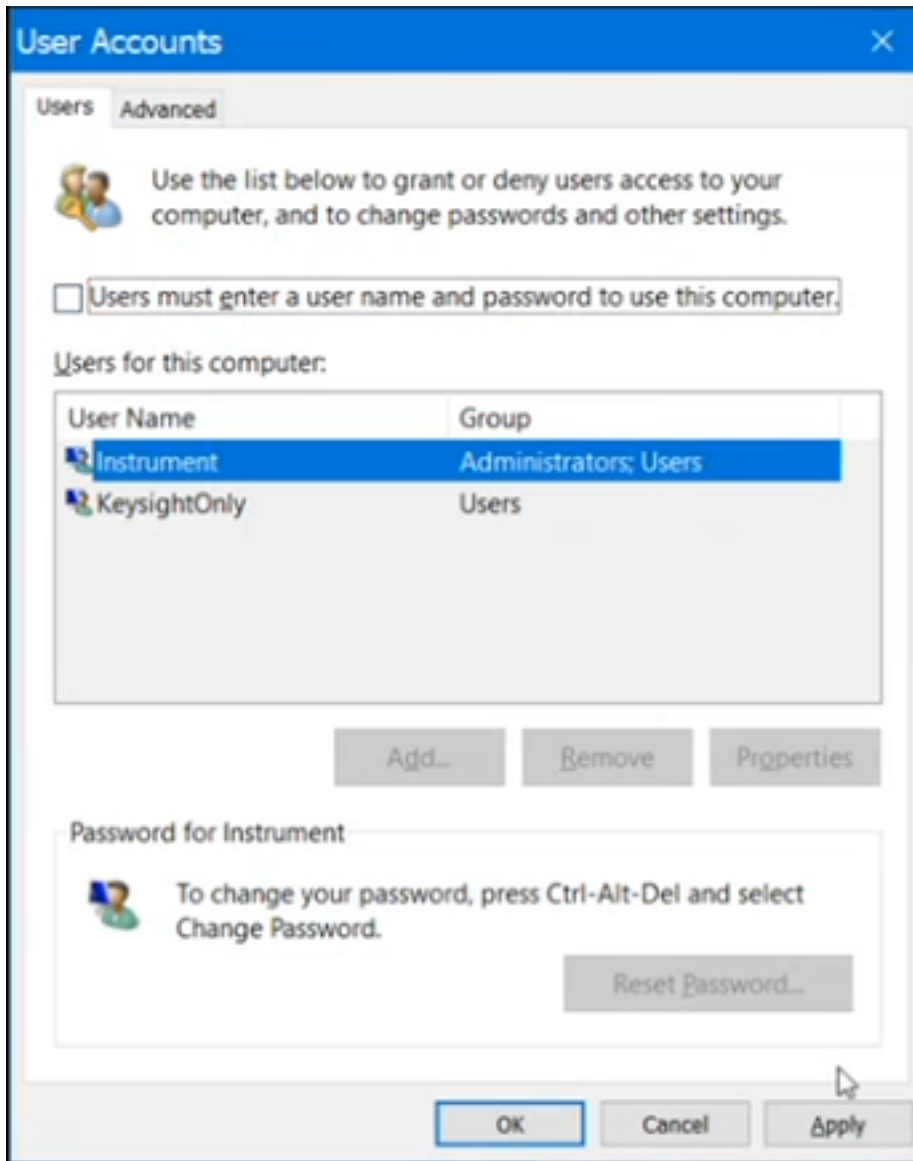 User Accounts
Users
Advanced
Use the list below to grant or deny users access to your
computer, and to change passwords and other settings.
Users must enter a user name and password to use this computer.
Users for this computer:
User Name Group
Instrument Administrators; Users
KeysightOnly Users
Add... Remove Properties
Password for Instrument
To change your password, press Ctrl-Alt-Del and select
Change Password.
Reset Password...
OK Cancel Apply